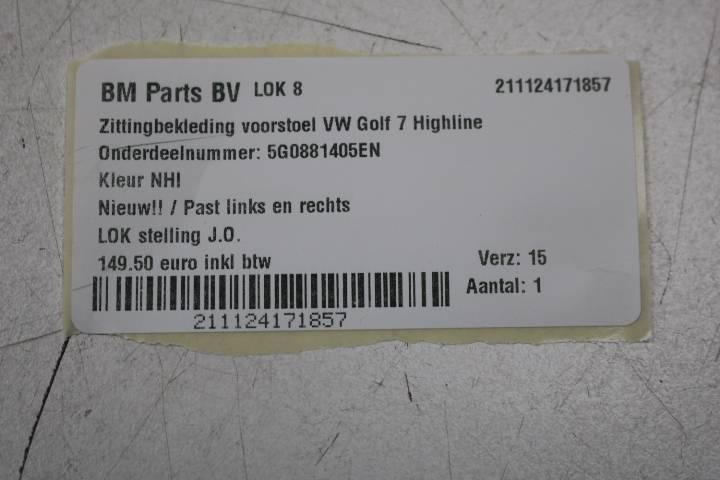 BM Parts BV LOK 8 211124171857
Zittingbekleding voorstoel VW Golf 7 Highline
Onderdeelnummer: 5G0881405EN
Kleur NHI
Nieuw!! / Past links en rechts
LOK stelling J.O.
149.50 euro inkl btw Verz: 15
Aantal: 1
211124171857